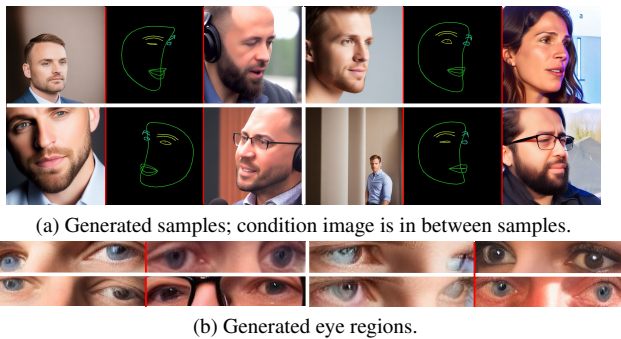 (a) Generated samples; condition image is in between samples.
(b) Generated eye regions.